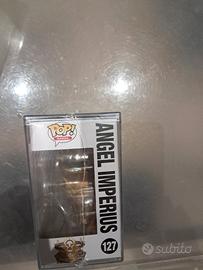 POP!
ANGEL IMPERIUS
127
subito